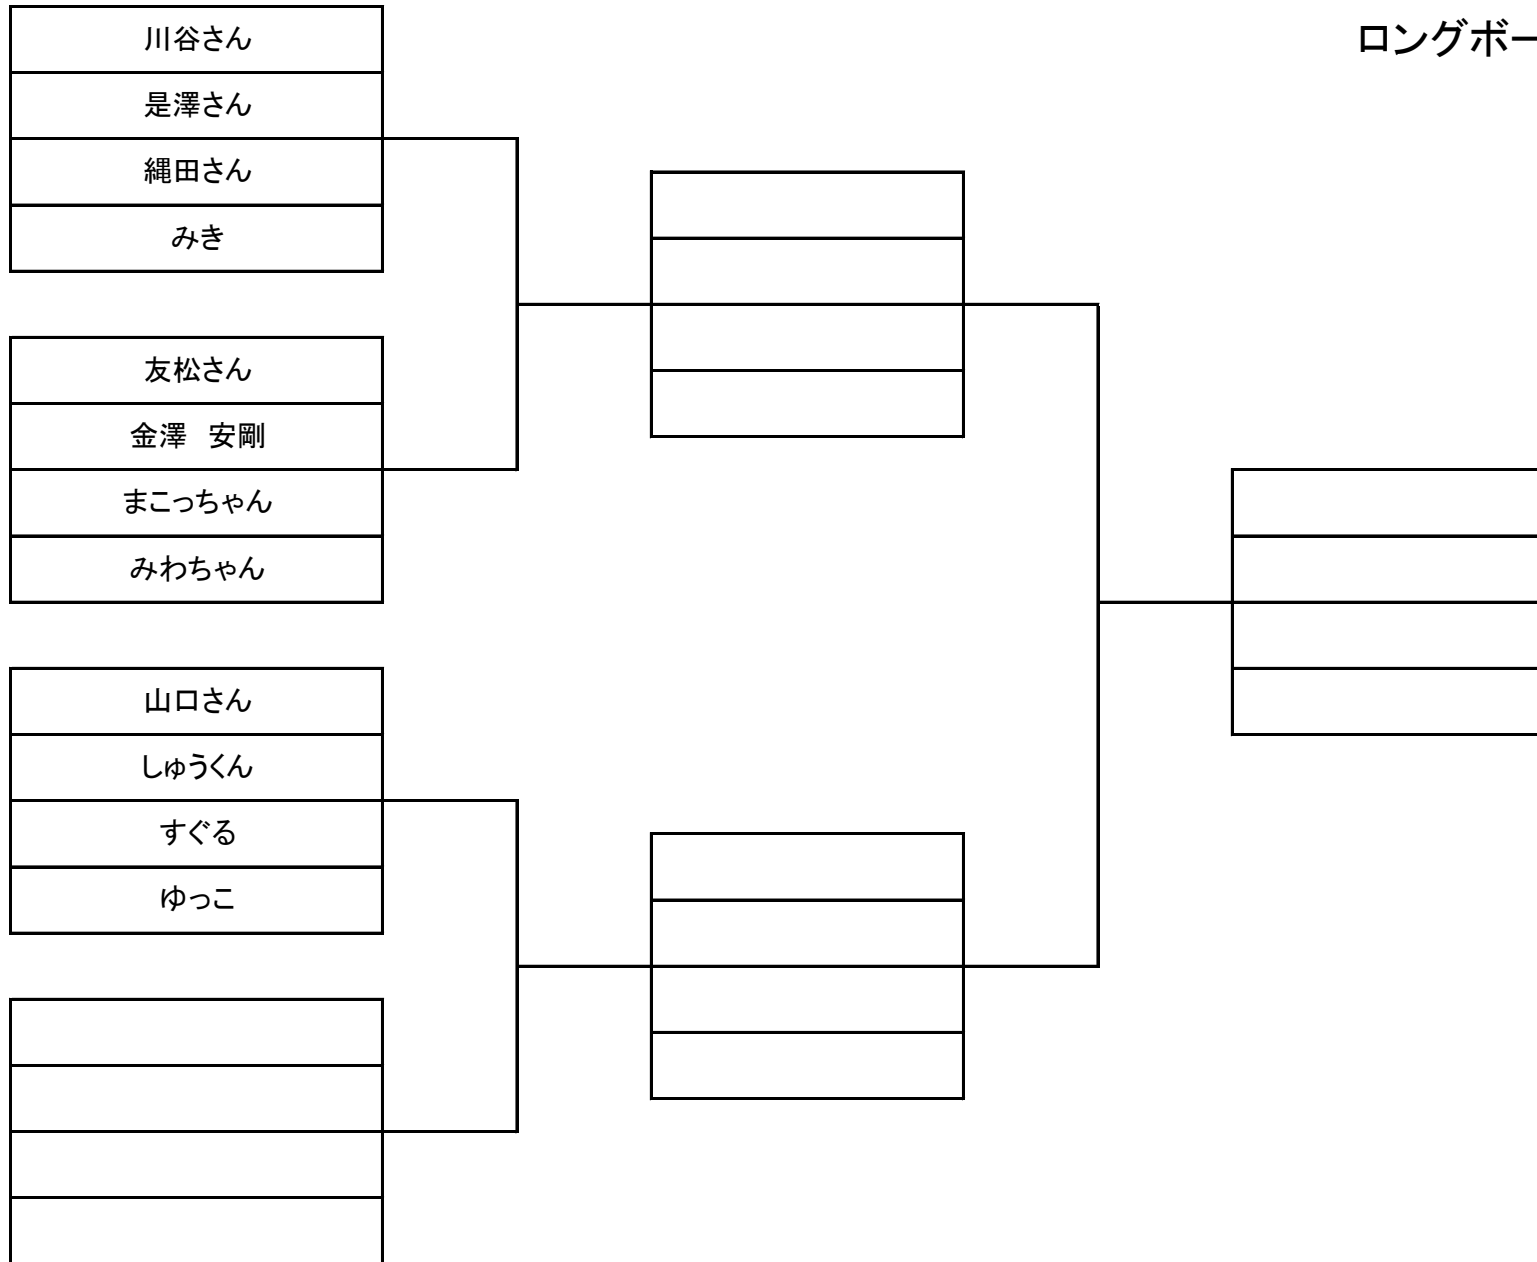 ロングボー
川谷さん
是澤さん
縄田さん
みき
友松さん
金澤　安剛
まこっちゃん
みわちゃん
山口さん
しゅうくん
すぐる
ゆっこ